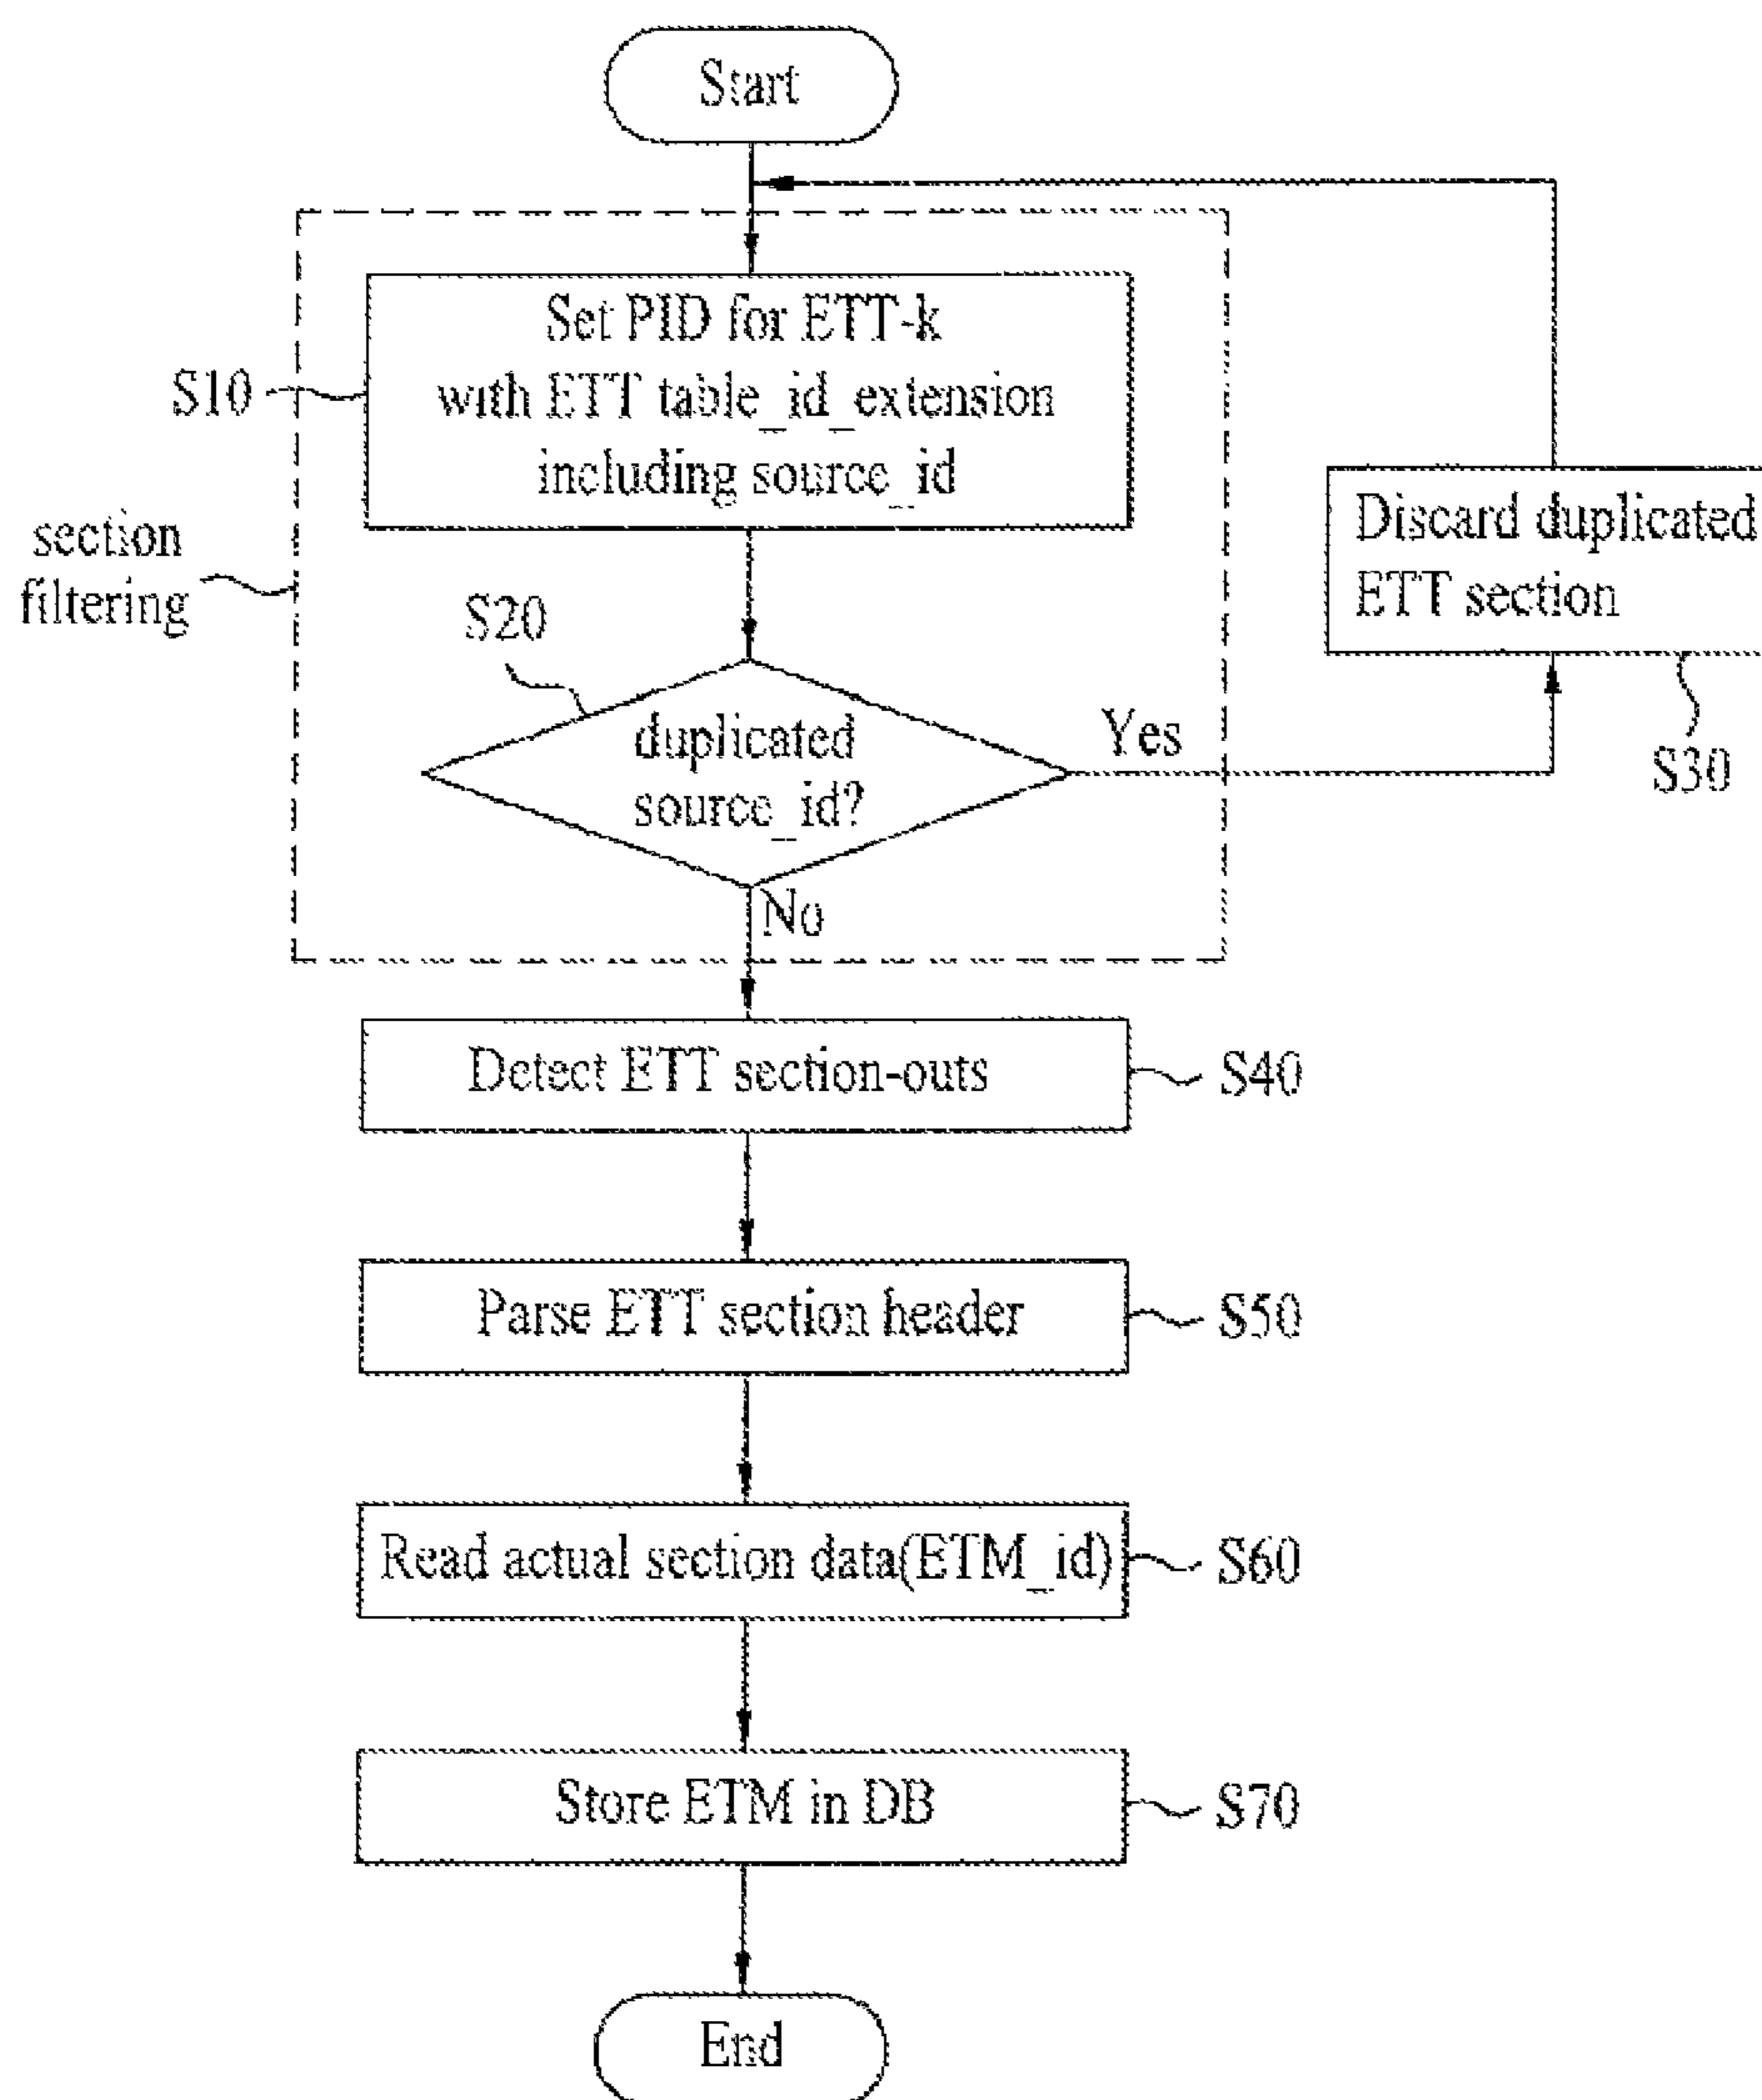 Start
Set PID for ETT-k
with ETT table_id_extension
including source_id
S10
section
filtering
Discard duplicated
ETT section
S30
S20
duplicated
source_id?
Yes
No
Detect ETT section-outs
S40
Parse ETT section header
S50
Read actual section data(ETM_id)
S60
Store ETM in DB
S70
End